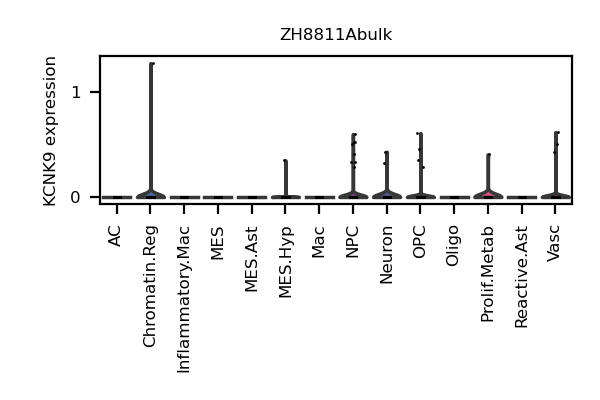 ZH8811Abulk
KCNK9 expression
1
0
AC
Chromatin.Reg
Inflammatory.Mac
MES
MES.Ast
MES.Hyp
Mac
NPC
Neuron
OPC
Oligo
Prolif.Metab
Reactive.Ast
Vasc